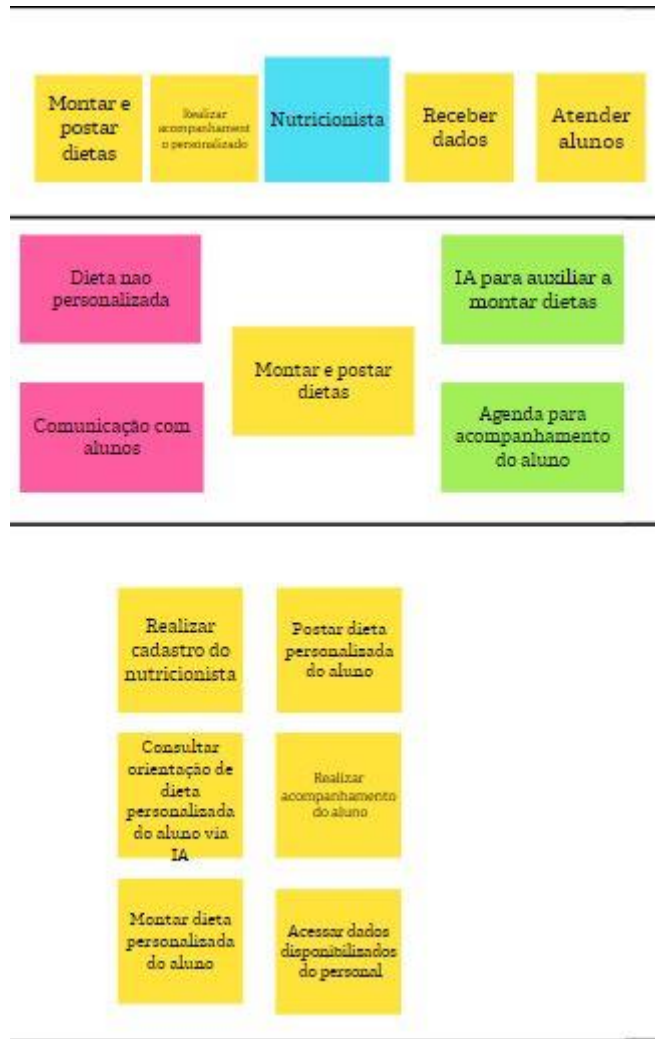 Montar e
postar
dietas
Realizar
acompanhament
o personalizado
Nutricionista
Receber
dados
Atender
alunos
Dieta nao
personalizada
IA para auxiliar a
montar dietas
Montar e postar
dietas
Comunicação com
alunos
Agenda para
acompanhamento
do aluno
Realizar
cadastro do
nutricionista
Postar dieta
personalizada
do aluno
Consultar
orientação de
dieta
personalizada
do aluno via
IA
Realizar
acompanhamento
do aluno
Montar dieta
personalizada
do aluno
Acessar dados
disponibilizados
do personal